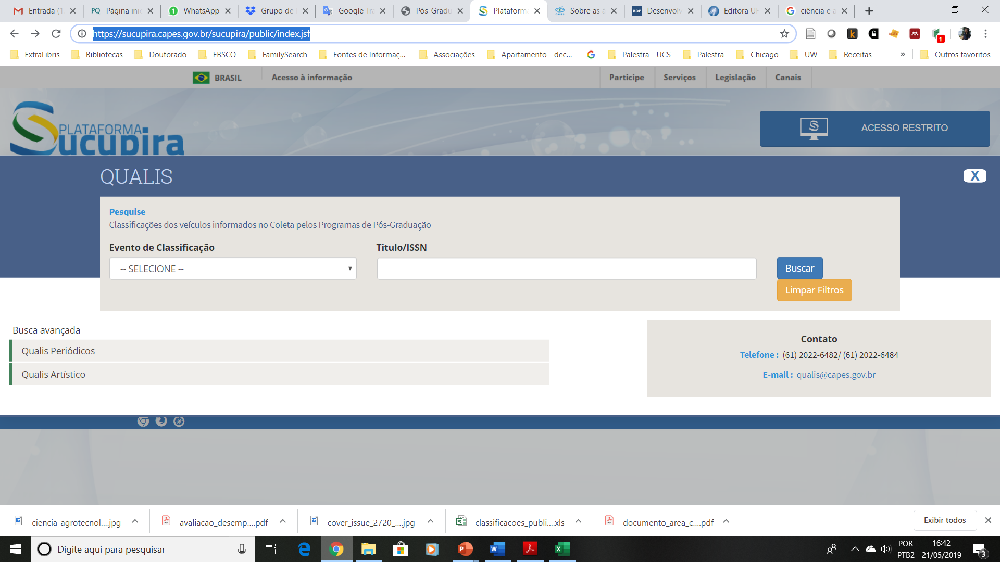 Entrada (1
Página ini
WhatsApp
Grupo de
Google Tra
Pós-Gradu
Plataforma
Sobre as á
Desenvolv
Editora UF
ciência e a
https://sucupira.capes.gov.br/sucupira/public/index.jsf
ExtraLibris
Bibliotecas
Doutorado
EBSCO
FamilySearch
Fontes de Informaç...
Associações
Apartamento - dec...
Palestra - UCS
Palestra
Chicago
UW
Receitas
»
Outros favoritos
BRASIL
Acesso à informação
Participe
Serviços
Legislação
Canais
PLATAFORMA
Sucupira
ACESSO RESTRITO
QUALIS
X
Pesquise
Classificações dos veículos informados no Coleta pelos Programas de Pós-Graduação
Evento de Classificação
Titulo/ISSN
-- SELECIONE --
Buscar
Limpar Filtros
Busca avançada
Qualis Periódicos
Qualis Artístico
Contato
Telefone : (61) 2022-6482/ (61) 2022-6484
E-mail : qualis@capes.gov.br
ciencia-agrotecnol....jpg
avaliacao_desemp....pdf
cover_issue_2720_....jpg
classificacoes_publi....xls
documento_area_c....pdf
Exibir todos
Digite aqui para pesquisar
POR
PTB2
16:42
21/05/2019
3